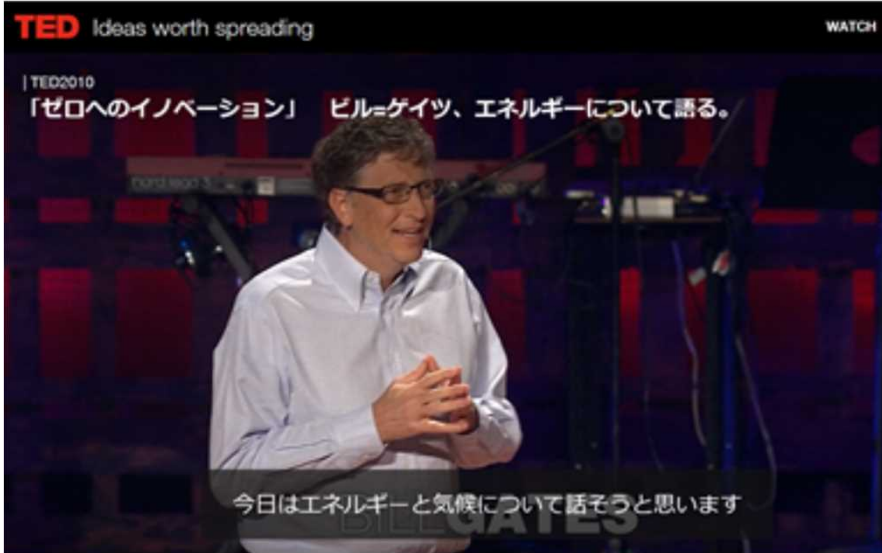 TED Ideas worth spreading
WATCH
| TED2010
「ゼロへのイノベーション」　ビル=ゲイツ、エネルギーについて語る。
今日はエネルギーと気候について話そうと思います
BILL GATES